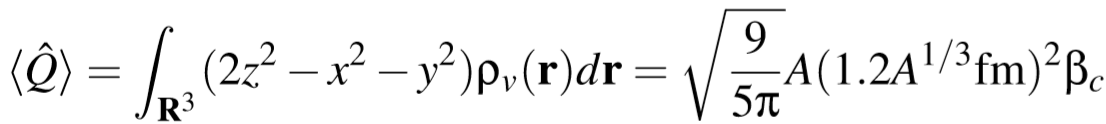 ⟨Q̂⟩ = ∫_{R³} (2z² − x² − y²)ρ_v(r)dr = √(9/5π) A(1.2A^{1/3}fm)²β_c